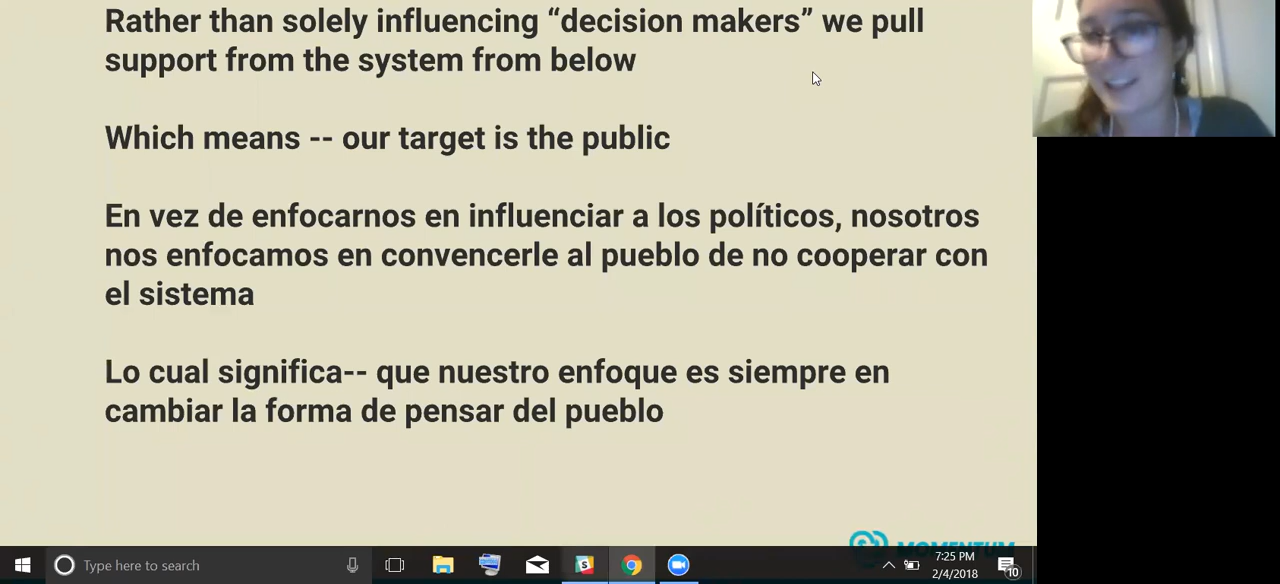 Rather than solely influencing “decision makers” we pull
support from the system from below
Which means -- our target is the public
En vez de enfocarnos en influenciar a los políticos, nosotros
nos enfocamos en convencerle al pueblo de no cooperar con
el sistema
Lo cual significa-- que nuestro enfoque es siempre en
cambiar la forma de pensar del pueblo
MOMENTUM
Type here to search
7:25 PM
2/4/2018
10